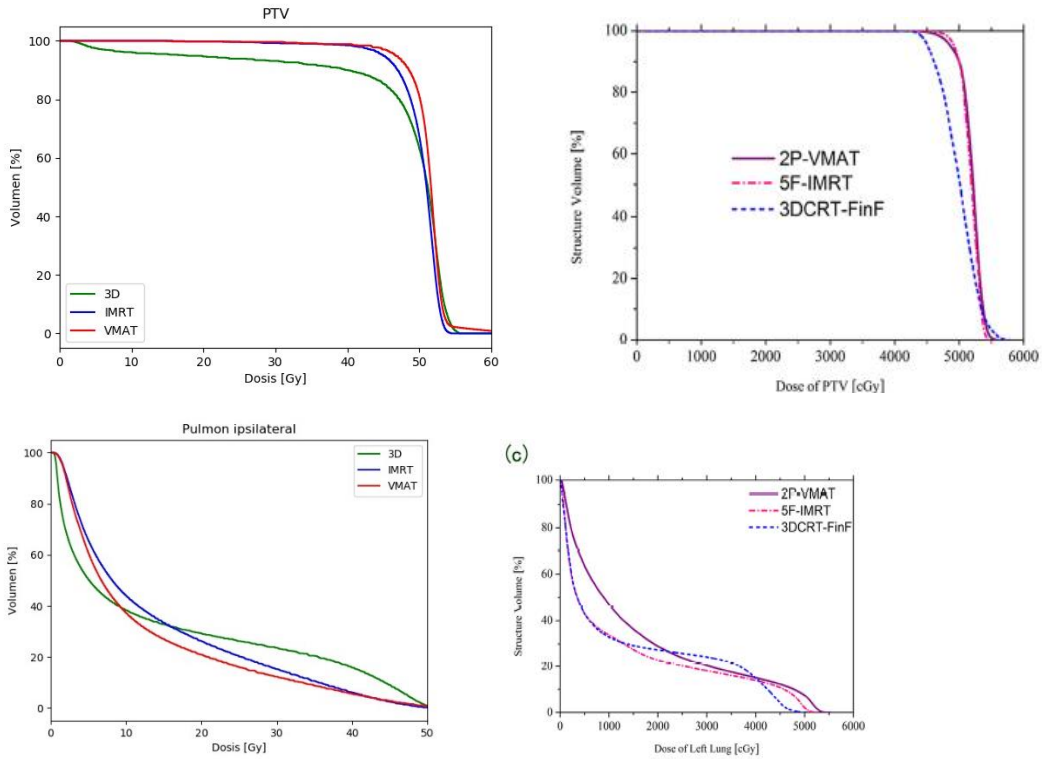 PTV
100
80
60
40
20
0
Volumen [%]
3D
IMRT
VMAT
0 10 20 30 40 50 60
Dosis [Gy]
100
80
60
40
20
0
Structure Volume [%]
2P-VMAT
5F-IMRT
3DCRT-FinF
0 1000 2000 3000 4000 5000 6000
Dose of PTV [cGy]
Pulmon ipsilateral
100
80
60
40
20
0
Volumen [%]
3D
IMRT
VMAT
0 10 20 30 40 50
Dosis [Gy]
(c)
100
80
60
40
20
0
Structure Volume [%]
2P-VMAT
5F-IMRT
3DCRT-FinF
0 1000 2000 3000 4000 5000 6000
Dose of Left Lung [cGy]